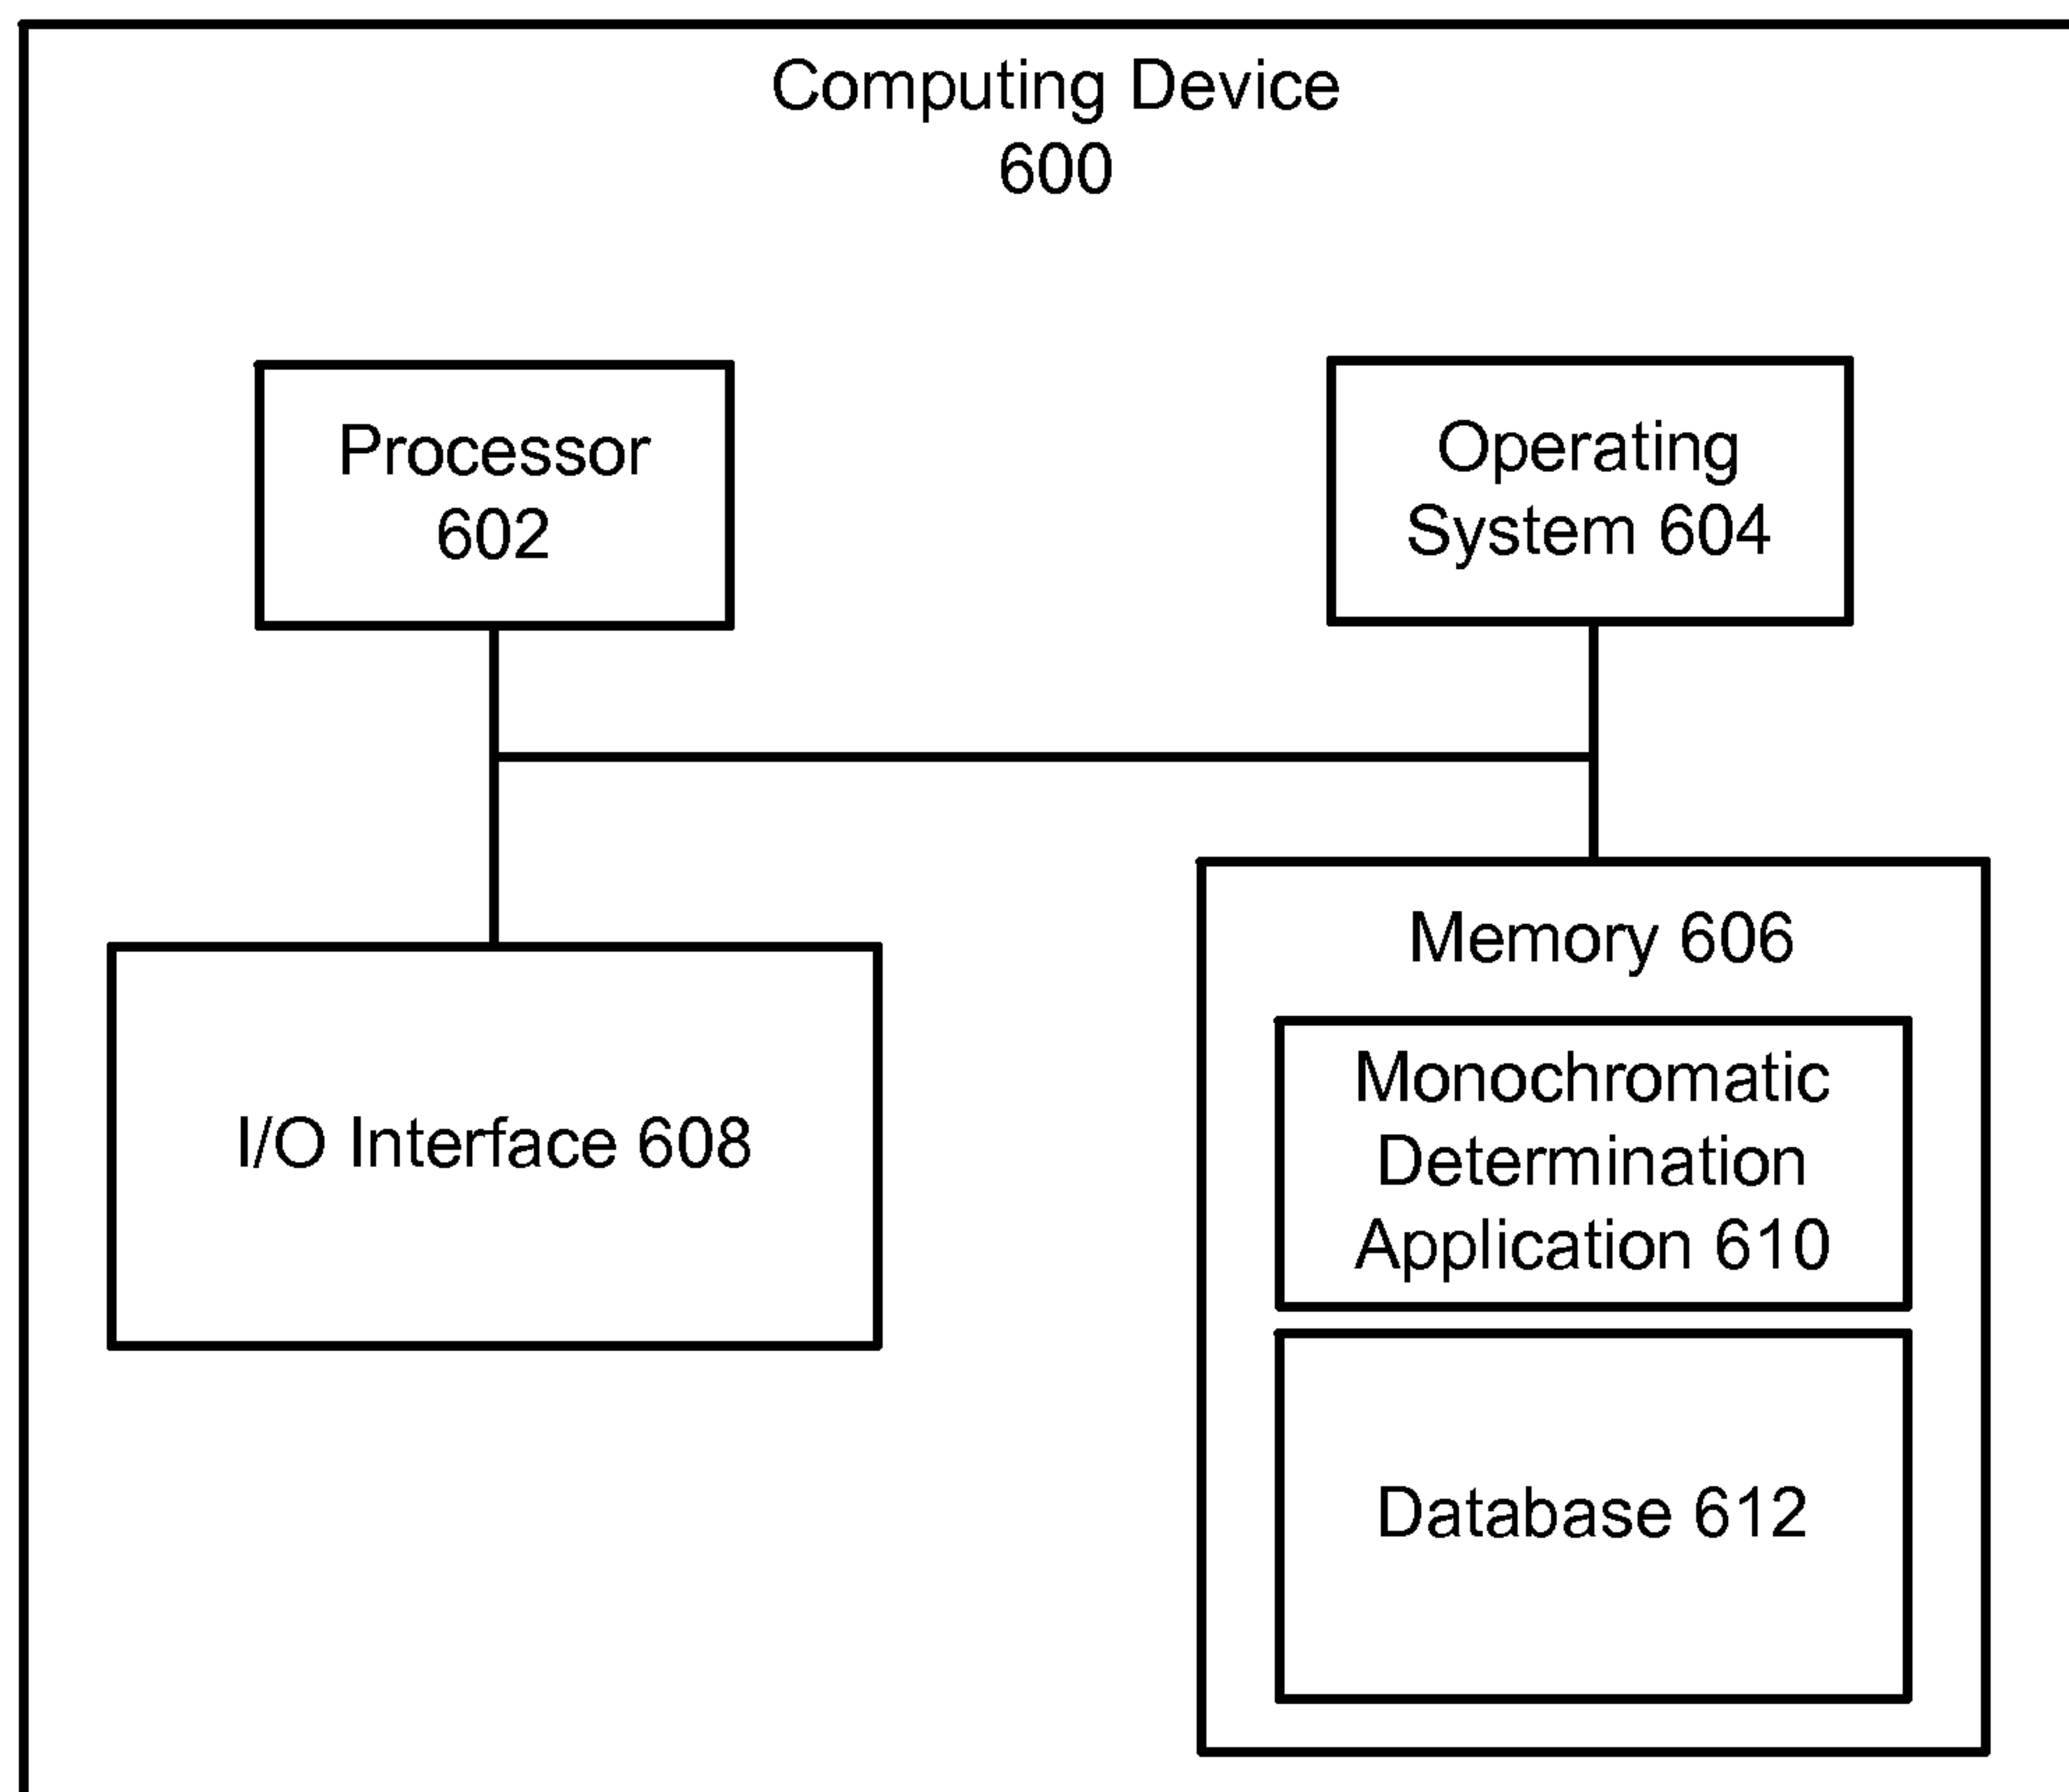 Computing Device
600
Processor
602
Operating
System 604
I/O Interface 608
Memory 606
Monochromatic
Determination
Application 610
Database 612